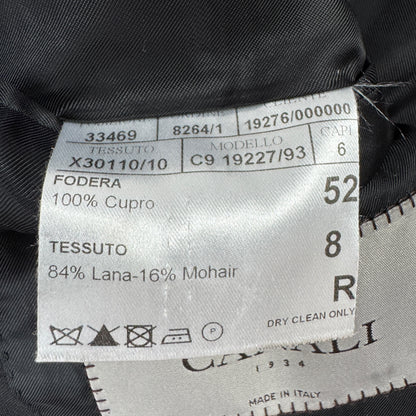 33469 8264/1 19276/000000
TESSUTO MODELLO CAPI
X30110/10 C9 19227/93 6
FODERA
100% Cupro
52
TESSUTO
8
84% Lana-16% Mohair
R
P
DRY CLEAN ONLY
1934
MADE IN ITALY